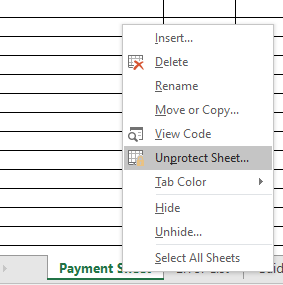 Insert...
Delete
Rename
Move or Copy...
View Code
Unprotect Sheet...
Tab Color
Hide
Unhide...
Select All Sheets
Payment Sheet